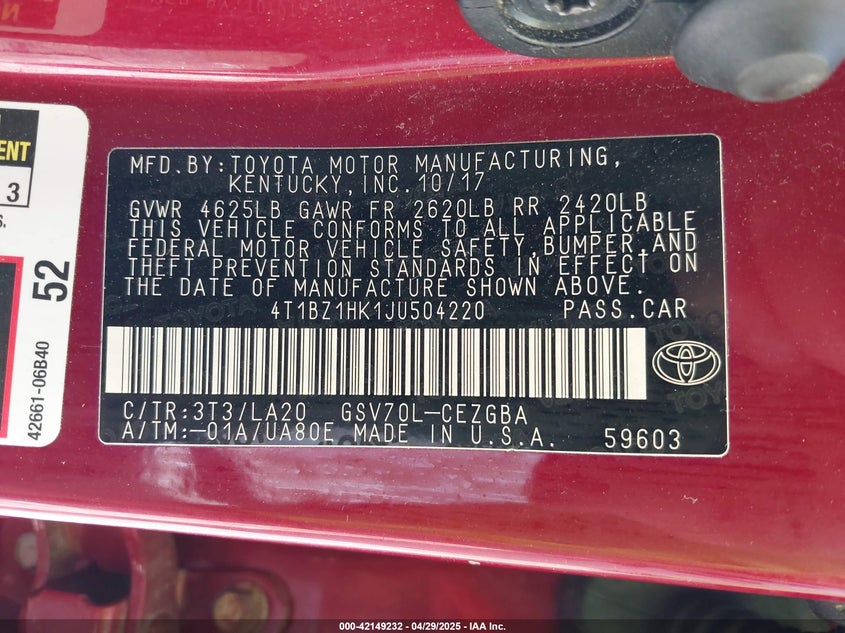 MFD.BY:TOYOTA MOTOR MANUFACTURING,
KENTUCKY,INC.10/17
GVWR 4625LB GAWR FR 2620LB RR 2420LB
THIS VEHICLE CONFORMS TO ALL APPLICABLE
FEDERAL MOTOR VEHICLE SAFETY,BUMPER,AND
THEFT PREVENTION STANDARDS IN EFFECT ON
THE DATE OF MANUFACTURE SHOWN ABOVE.
4T1BZ1HK1JU504220 PASS.CAR
C/TR:3T3/LA20 GSV70L-CEZGBA
A/TM:-01A/UA80E MADE IN U.S.A. 59603
3
S.
52
42661-06B40
000-42149232 - 04/29/2025 - IAA Inc.